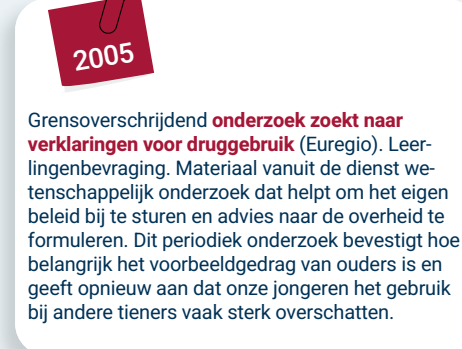 2005
Grensoverschrijdend onderzoek zoekt naar
verklaringen voor druggebruik (Euregio). Leer-
lingenbevraging. Materiaal vanuit de dienst we-
tenschappelijk onderzoek dat helpt om het eigen
beleid bij te sturen en advies naar de overheid te
formuleren. Dit periodiek onderzoek bevestigt hoe
belangrijk het voorbeeldgedrag van ouders is en
geeft opnieuw aan dat onze jongeren het gebruik
bij andere tieners vaak sterk overschatten.